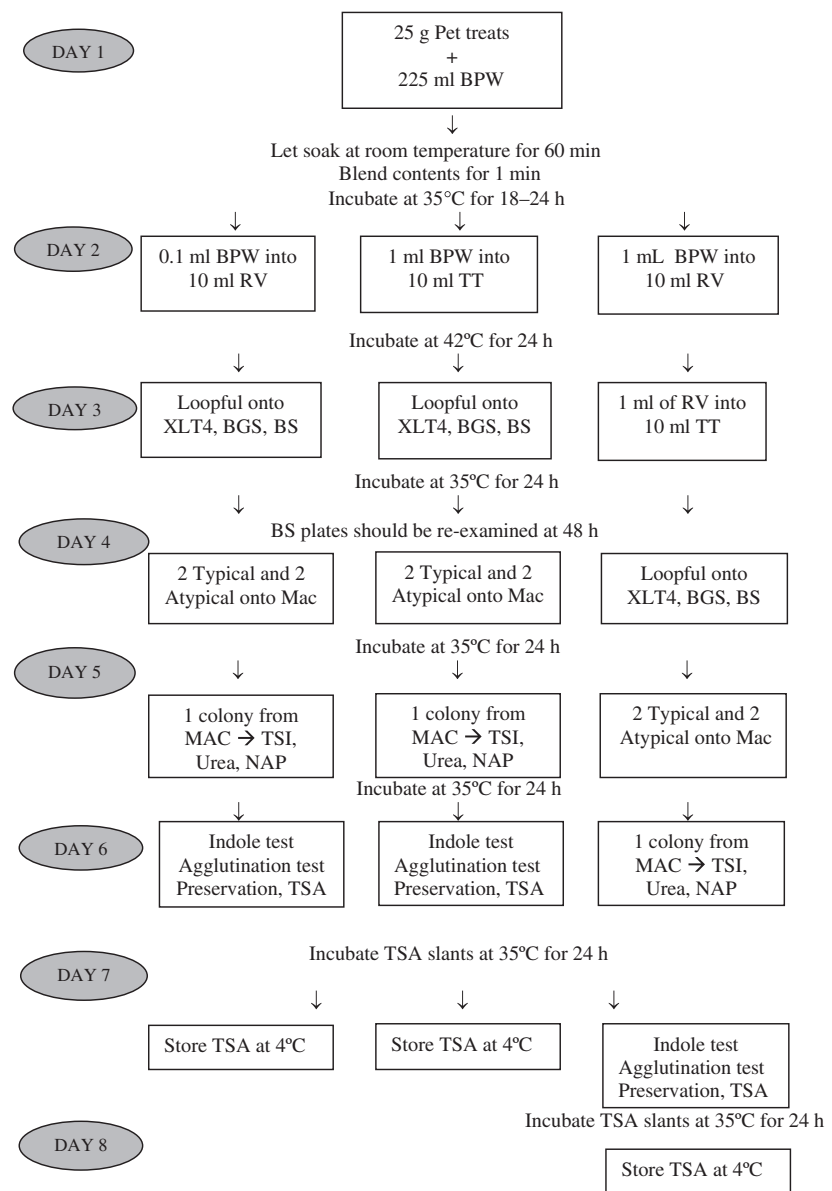 DAY 1
25 g Pet treats
+
225 ml BPW
↓
Let soak at room temperature for 60 min
Blend contents for 1 min
Incubate at 35°C for 18–24 h
↓ ↓ ↓
DAY 2
0.1 ml BPW into
10 ml RV
1 ml BPW into
10 ml TT
1 mL BPW into
10 ml RV
Incubate at 42ºC for 24 h
↓ ↓ ↓
DAY 3
Loopful onto
XLT4, BGS, BS
Loopful onto
XLT4, BGS, BS
1 ml of RV into
10 ml TT
Incubate at 35ºC for 24 h
↓ ↓ ↓
BS plates should be re-examined at 48 h
DAY 4
2 Typical and 2
Atypical onto Mac
2 Typical and 2
Atypical onto Mac
Loopful onto
XLT4, BGS, BS
Incubate at 35ºC for 24 h
↓ ↓ ↓
DAY 5
1 colony from
MAC → TSI,
Urea, NAP
1 colony from
MAC → TSI,
Urea, NAP
2 Typical and 2
Atypical onto Mac
Incubate at 35ºC for 24 h
↓ ↓ ↓
DAY 6
Indole test
Agglutination test
Preservation, TSA
Indole test
Agglutination test
Preservation, TSA
1 colony from
MAC → TSI,
Urea, NAP
Incubate TSA slants at 35ºC for 24 h
DAY 7
↓ ↓ ↓
Store TSA at 4ºC
Store TSA at 4ºC
Indole test
Agglutination test
Preservation, TSA
Incubate TSA slants at 35ºC for 24 h
DAY 8
Store TSA at 4ºC